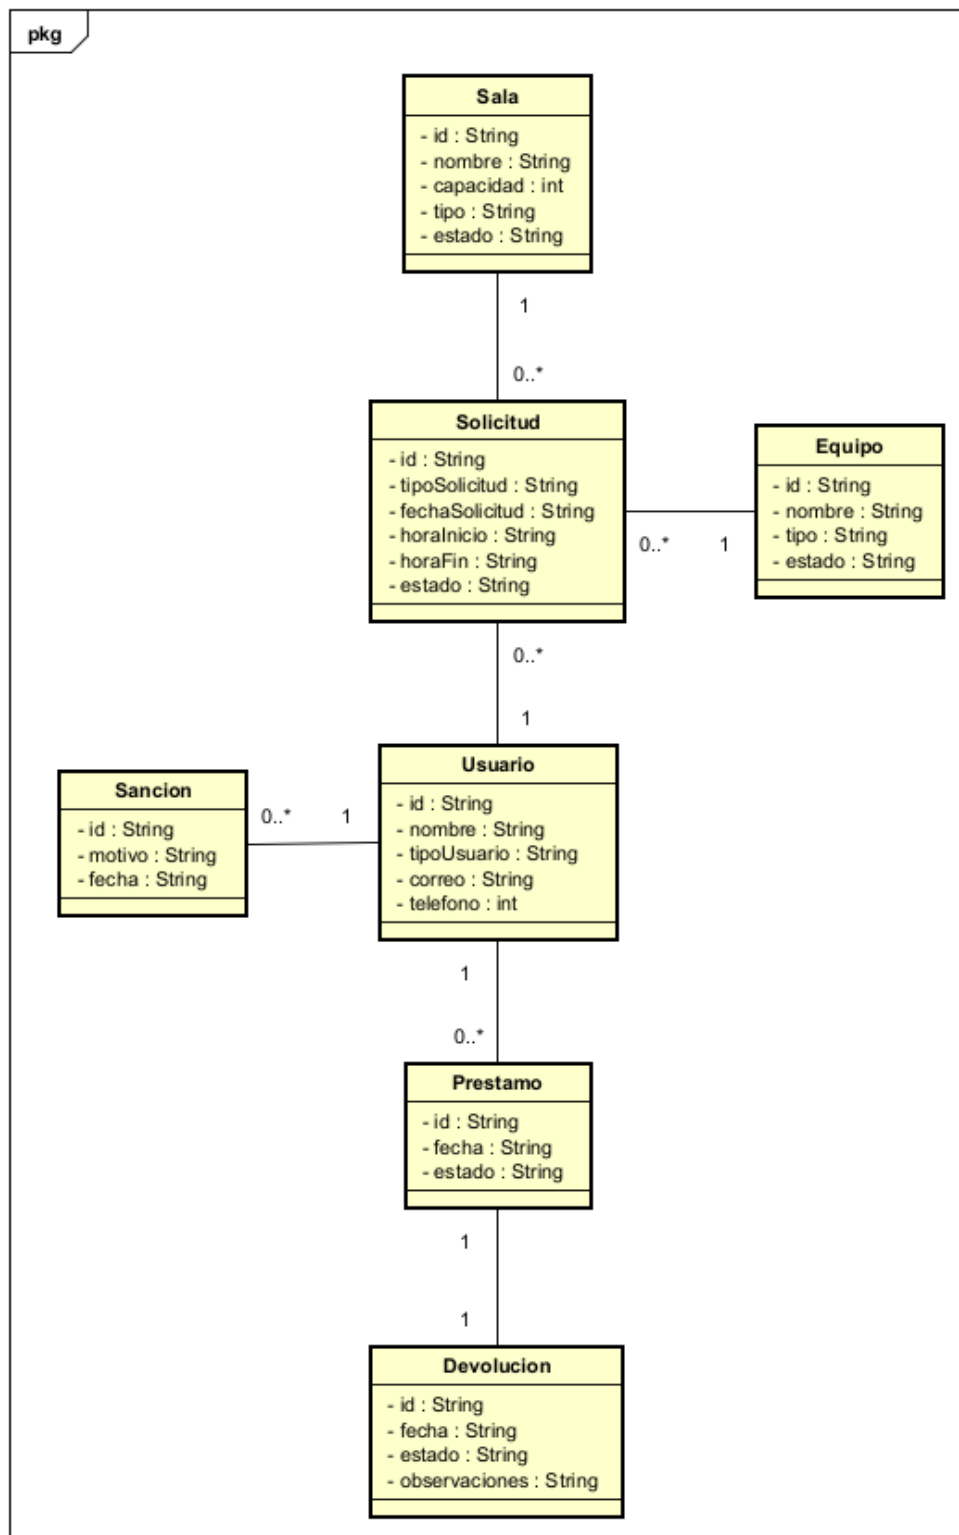 pkg
Sala
- id : String
- nombre : String
- capacidad : int
- tipo : String
- estado : String
1
0..*
Solicitud
- id : String
- tipoSolicitud : String
- fechaSolicitud : String
- horaInicio : String
- horaFin : String
- estado : String
0..*
1
Equipo
- id : String
- nombre : String
- tipo : String
- estado : String
0..*
1
Sancion
- id : String
- motivo : String
- fecha : String
0..*
1
Usuario
- id : String
- nombre : String
- tipoUsuario : String
- correo : String
- telefono : int
1
0..*
Prestamo
- id : String
- fecha : String
- estado : String
1
1
Devolucion
- id : String
- fecha : String
- estado : String
- observaciones : String